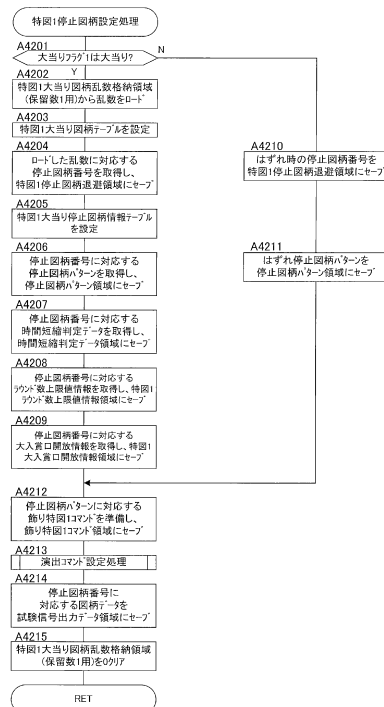 特図1停止図柄設定処理
A4201
大当りフラグ1は大当り?
N
Y
A4202
特図1大当り図柄乱数格納領域
(保留数1用)から乱数をロード
A4203
特図1大当り図柄テーブルを設定
A4204
ロードした乱数に対応する
停止図柄番号を取得し、
特図1停止図柄退避領域にセーブ
A4205
特図1大当り停止図柄情報テーブル
を設定
A4206
停止図柄番号に対応する
停止図柄パターンを取得し、
停止図柄パターン領域にセーブ
A4207
停止図柄番号に対応する
時間短縮判定データを取得し、
時間短縮判定データ領域にセーブ
A4208
停止図柄番号に対応する
ラウンド数上限値情報を取得し、特図1
ラウンド数上限値情報領域にセーブ
A4209
停止図柄番号に対応する
大入賞口開放情報を取得し、特図1
大入賞口開放情報領域にセーブ
A4210
はずれ時の停止図柄番号を
特図1停止図柄退避領域にセーブ
A4211
はずれ停止図柄パターンを
停止図柄パターン領域にセーブ
A4212
停止図柄パターンに対応する
飾り特図1コマンドを準備し、
飾り特図1コマンド領域にセーブ
A4213
演出コマンド設定処理
A4214
停止図柄番号に
対応する図柄データを
試験信号出力データ領域にセーブ
A4215
特図1大当り図柄乱数格納領域
(保留数1用)を0クリア
RET